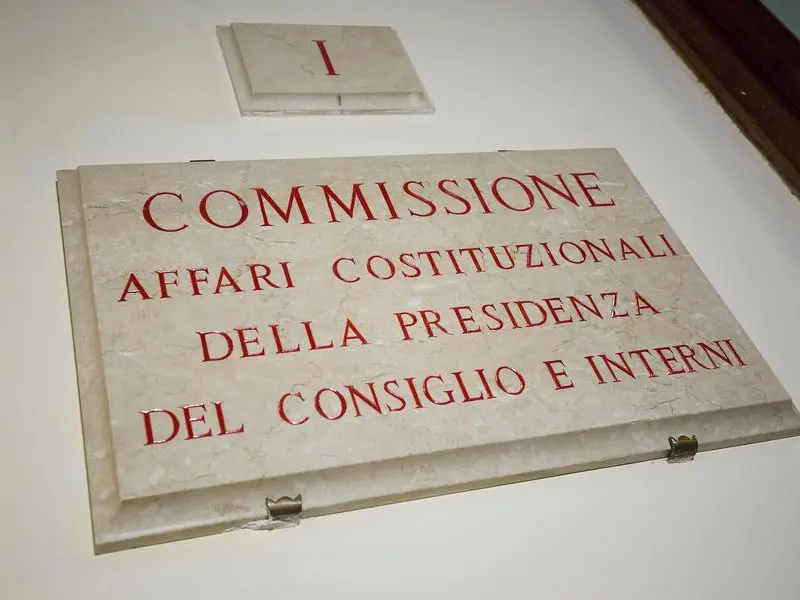 I
COMMISSIONE
AFFARI COSTITUZIONALI
DELLA PRESIDENZA
DEL CONSIGLIO E INTERNI